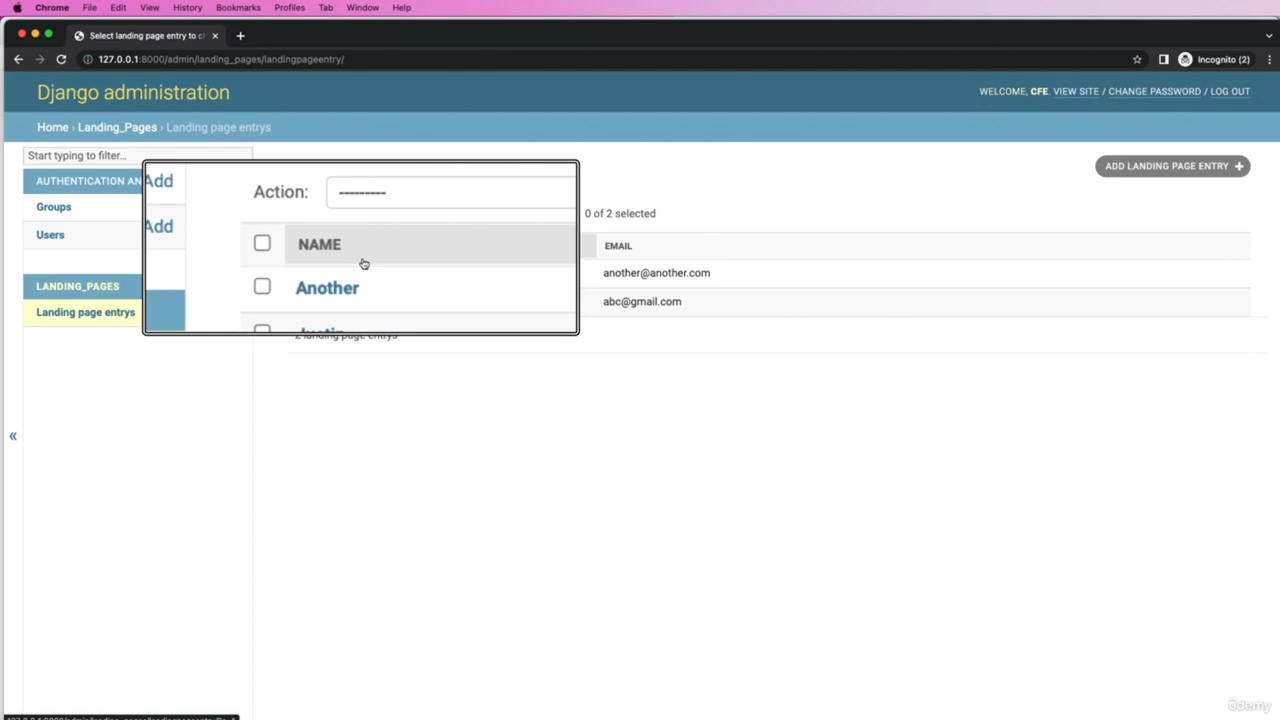 Chrome File Edit View History Bookmarks Profiles Tab Window Help
Select landing page entry to c
127.0.0.1:8000/admin/landing_pages/landingpageentry/
Incognito (2)
Django administration
WELCOME, CFE. VIEW SITE / CHANGE PASSWORD / LOG OUT
Home › Landing_Pages › Landing page entrys
Start typing to filter...
ADD LANDING PAGE ENTRY +
AUTHENTICATION AN
Add
Action: ---------
Groups
0 of 2 selected
Add
Users
NAME
EMAIL
Another
another@another.com
LANDING_PAGES
abc@gmail.com
Landing page entrys
Justin
2 landing page entrys
«
ûdemy